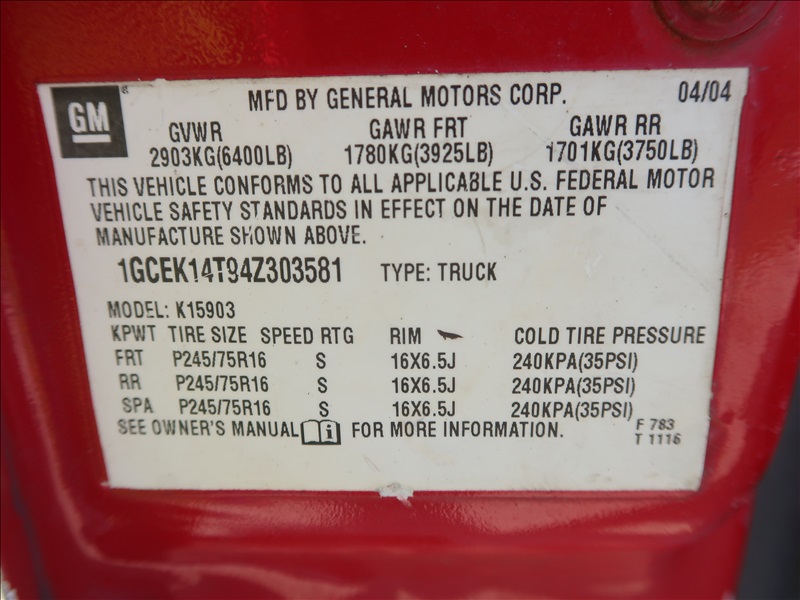 GM
MFD BY GENERAL MOTORS CORP. 04/04
GVWR GAWR FRT GAWR RR
2903KG(6400LB) 1780KG(3925LB) 1701KG(3750LB)
THIS VEHICLE CONFORMS TO ALL APPLICABLE U.S. FEDERAL MOTOR
VEHICLE SAFETY STANDARDS IN EFFECT ON THE DATE OF
MANUFACTURE SHOWN ABOVE.
1GCEK14T94Z303581 TYPE: TRUCK
MODEL: K15903
KPWT TIRE SIZE SPEED RTG RIM COLD TIRE PRESSURE
FRT P245/75R16 S 16X6.5J 240KPA(35PSI)
RR P245/75R16 S 16X6.5J 240KPA(35PSI)
SPA P245/75R16 S 16X6.5J 240KPA(35PSI)
SEE OWNER'S MANUAL i FOR MORE INFORMATION.
F 783
T 1116